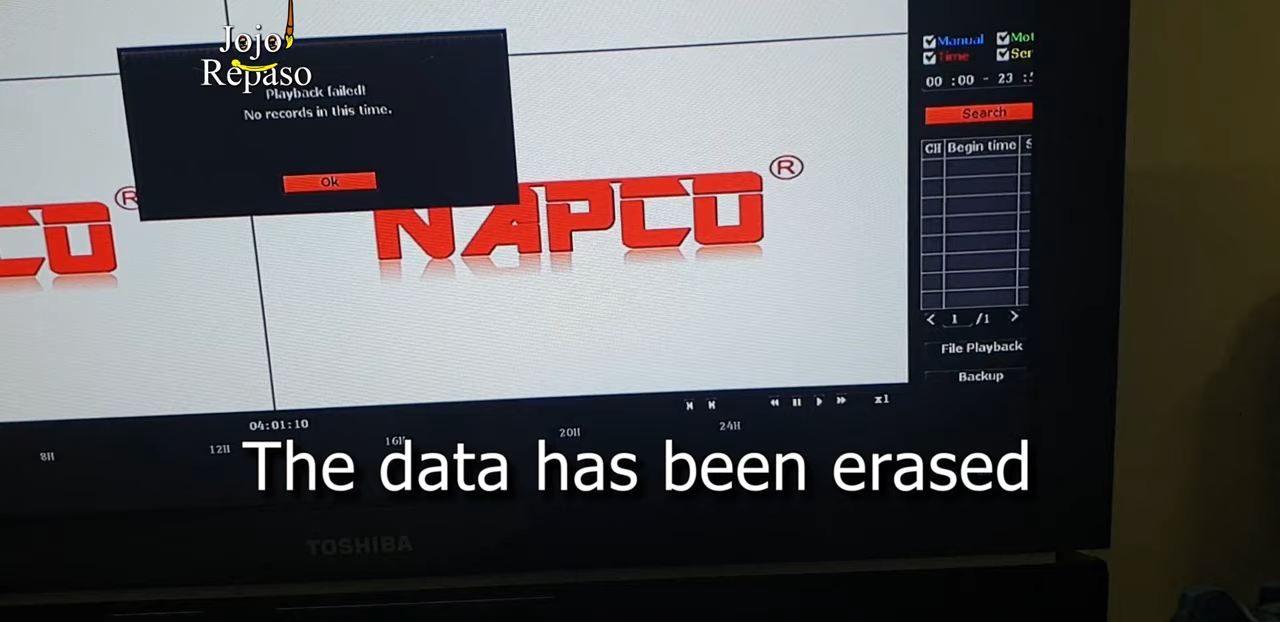 Jojo
Repaso
Playback failed!
No records in this time.
Ok
®
NAPCO ®
Manual Mot
Time Ser
00 :00 - 23 :
Search
CH Begin time
< 1 /1 >
File Playback
Backup
x1
04:01:10
8H 12H 16H 20H 24H
The data has been erased
TOSHIBA